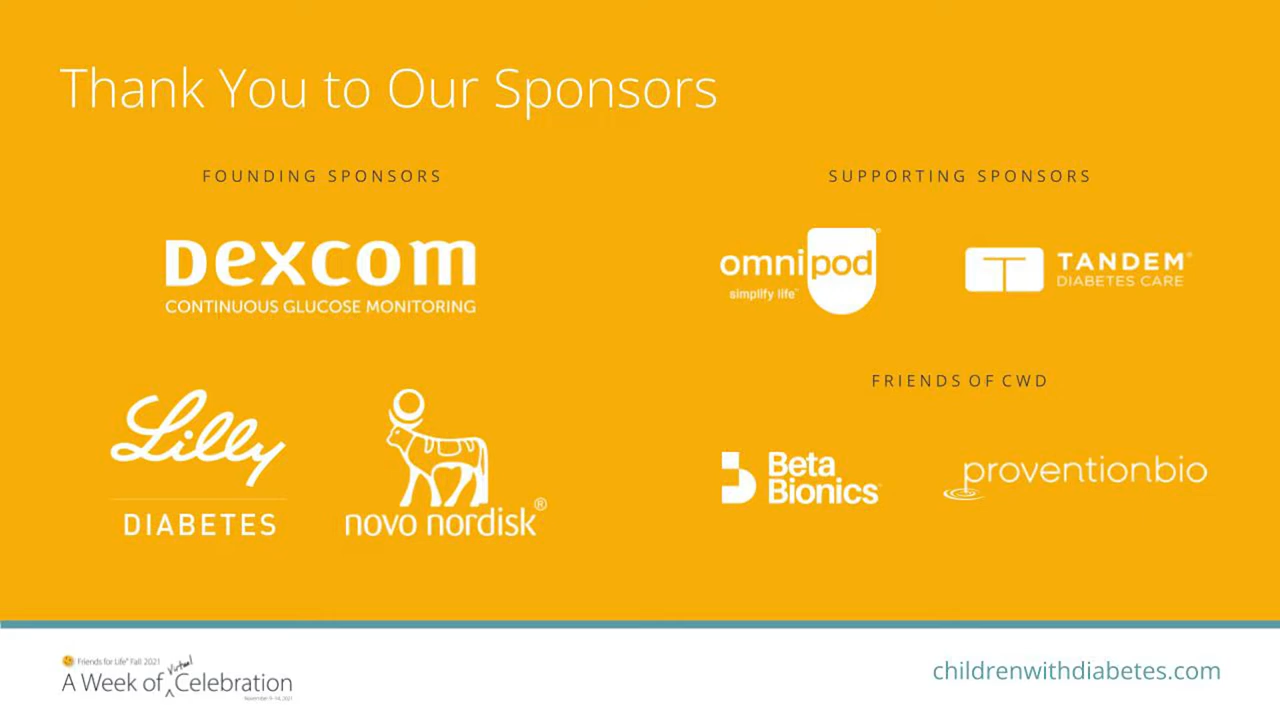 Thank You to Our Sponsors
FOUNDING SPONSORS
Dexcom
CONTINUOUS GLUCOSE MONITORING
Lilly
DIABETES
novo nordisk®
SUPPORTING SPONSORS
omnipod®
simplify life™
TANDEM®
DIABETES CARE
FRIENDS OF CWD
Beta
Bionics
proventionbio
Friends for Life® Fall 2021
Virtual
A Week of Celebration
childrenwithdiabetes.com